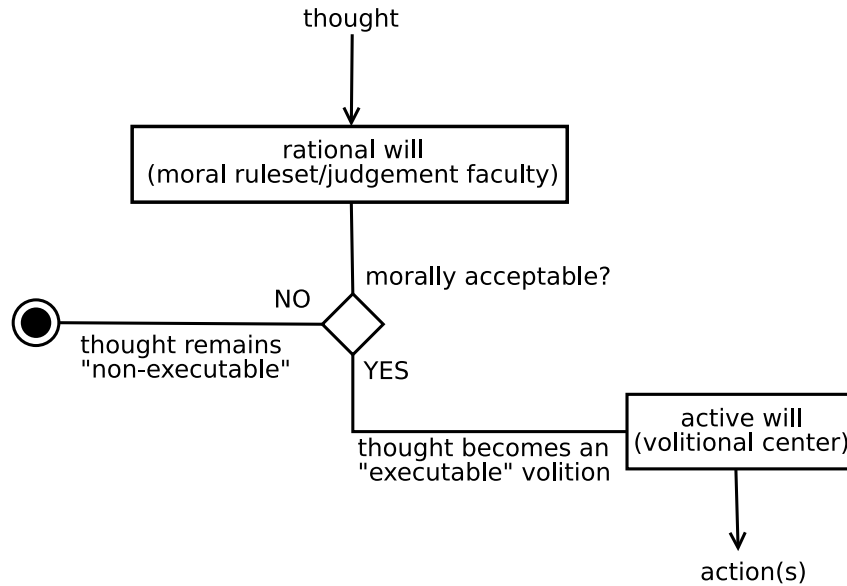 thought
rational will
(moral ruleset/judgement faculty)
morally acceptable?
NO
thought remains
"non-executable"
YES
thought becomes an
"executable" volition
active will
(volitional center)
action(s)